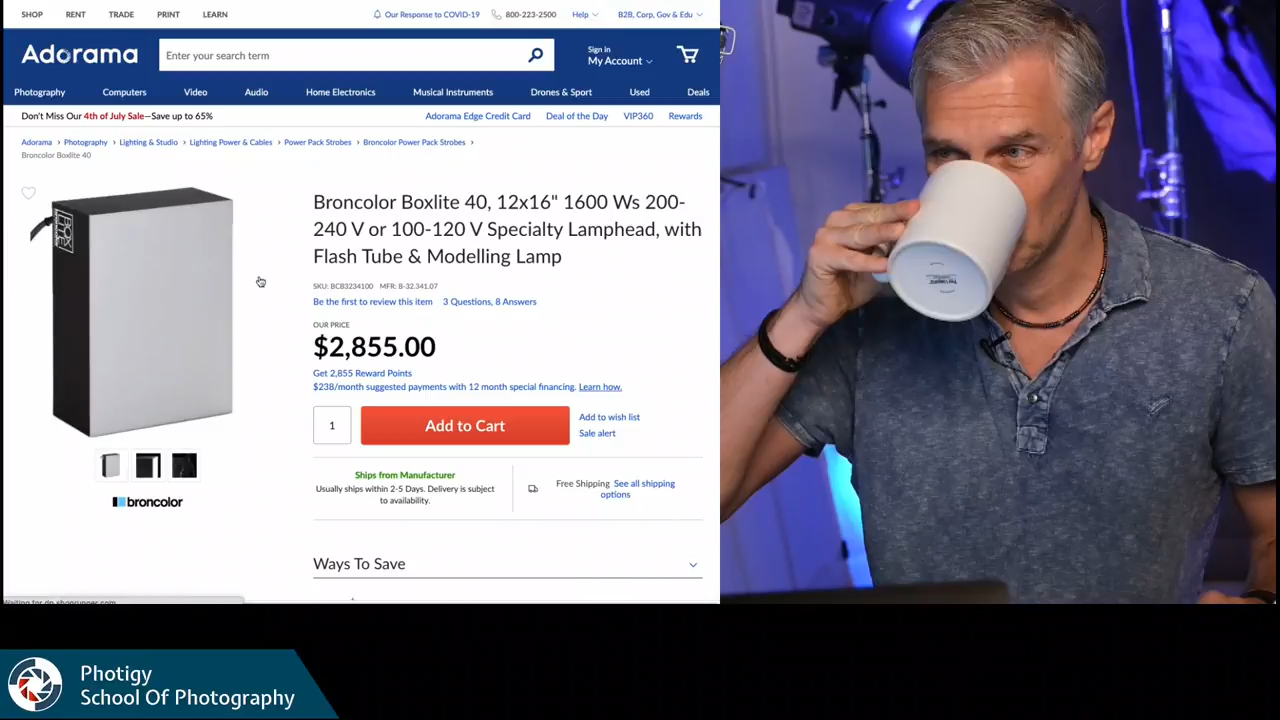 SHOP RENT TRADE PRINT LEARN
Our Response to COVID-19 800-223-2500 Help B2B, Corp, Gov & Edu
Adorama Enter your search term Sign in
My Account
Photography Computers Video Audio Home Electronics Musical Instruments Drones & Sport Used Deals
Don't Miss Our 4th of July Sale—Save up to 65% Adorama Edge Credit Card Deal of the Day VIP360 Rewards
Adorama > Photography > Lighting & Studio > Lighting Power & Cables > Power Pack Strobes > Broncolor Power Pack Strobes >
Broncolor Boxlite 40
BOX
LITE
Broncolor Boxlite 40, 12x16" 1600 Ws 200-
240 V or 100-120 V Specialty Lamphead, with
Flash Tube & Modelling Lamp
SKU: BCB3234100 MFR: B-32.341.07
Be the first to review this item 3 Questions, 8 Answers
OUR PRICE
$2,855.00
Get 2,855 Reward Points
$238/month suggested payments with 12 month special financing. Learn how.
1 Add to Cart Add to wish list
Sale alert
broncolor
Ships from Manufacturer
Usually ships within 2-5 Days. Delivery is subject
to availability.
Free Shipping See all shipping
options
Ways To Save
Photigy
School Of Photography